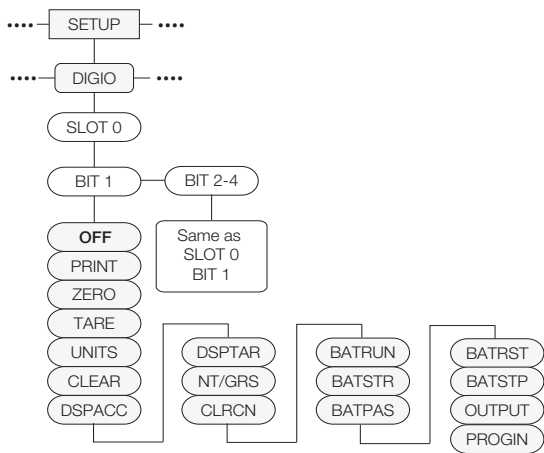 •••• SETUP ••••
•••• DIGIO ••••
SLOT 0
BIT 1
BIT 2-4
Same as
SLOT 0
BIT 1
OFF
PRINT
ZERO
TARE
UNITS
CLEAR
DSPACC
DSPTAR
NT/GRS
CLRCN
BATRUN
BATSTR
BATPAS
BATRST
BATSTP
OUTPUT
PROGIN